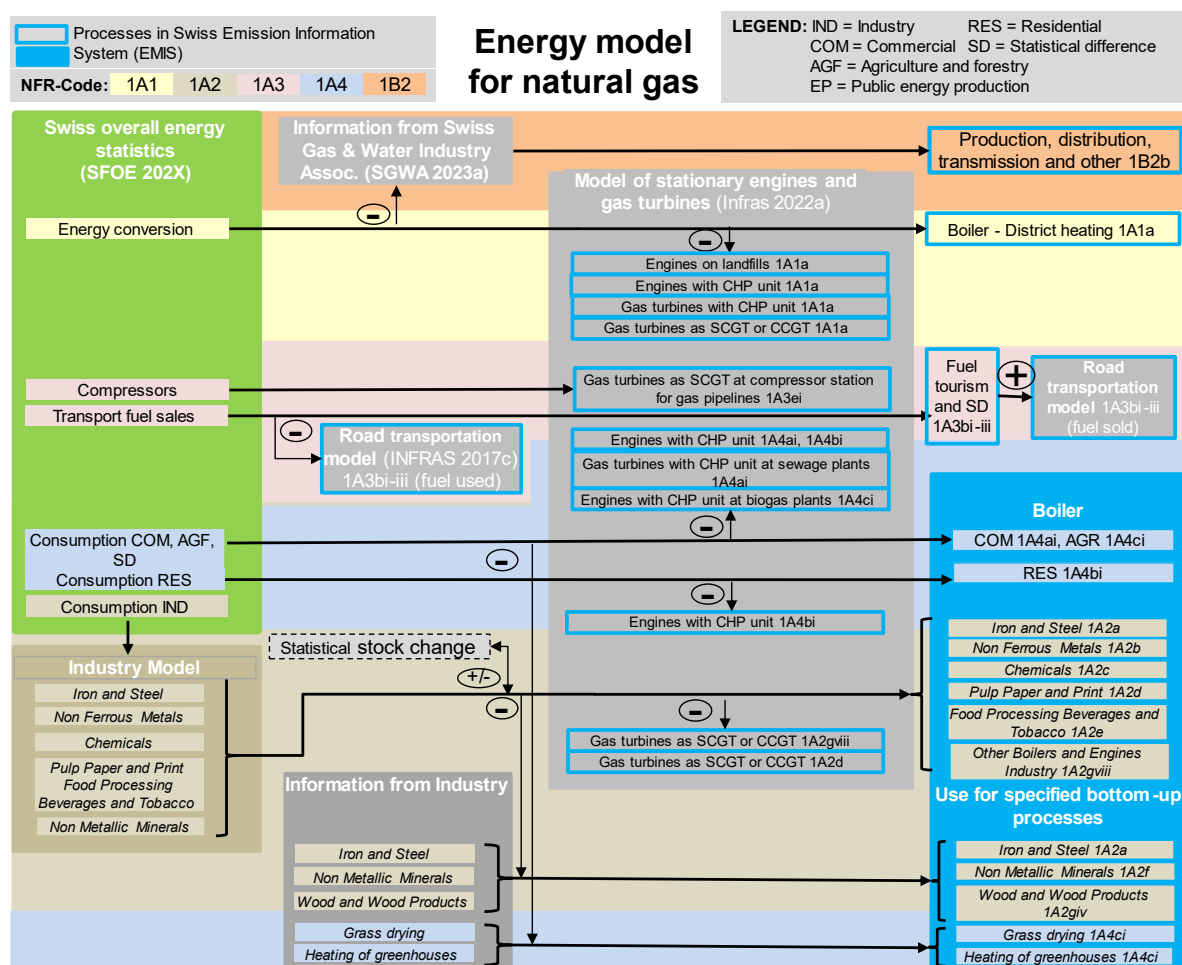 Processes in Swiss Emission Information
System (EMIS)
NFR-Code: 1A1 1A2 1A3 1A4 1B2
Energy model
for natural gas
LEGEND: IND = Industry RES = Residential
COM = Commercial SD = Statistical difference
AGF = Agriculture and forestry
EP = Public energy production
Swiss overall energy
statistics
(SFOE 202X)
Information from Swiss
Gas & Water Industry
Assoc. (SGWA 2023a)
Production, distribution,
transmission and other 1B2b
Model of stationary engines and
gas turbines (Infras 2022a)
-
Energy conversion
Boiler - District heating 1A1a
-
Engines on landfills 1A1a
Engines with CHP unit 1A1a
Gas turbines with CHP unit 1A1a
Gas turbines as SCGT or CCGT 1A1a
Compressors
Gas turbines as SCGT at compressor station
for gas pipelines 1A3ei
Transport fuel sales
Fuel
tourism
and SD
1A3bi-iii
+
Road
transportation
model 1A3bi-iii
(fuel sold)
-
Road transportation
model (INFRAS 2017c)
1A3bi-iii (fuel used)
Engines with CHP unit 1A4ai, 1A4bi
Gas turbines with CHP unit at sewage plants
1A4ai
Engines with CHP unit at biogas plants 1A4ci
Boiler
-
Consumption COM, AGF,
SD
COM 1A4ai, AGR 1A4ci
-
Consumption RES
RES 1A4bi
-
Consumption IND
Engines with CHP unit 1A4bi
Industry Model
Iron and Steel
Non Ferrous Metals
Chemicals
Pulp Paper and Print
Food Processing
Beverages and Tobacco
Non Metallic Minerals
Statistical stock change
+/-
-
-
Gas turbines as SCGT or CCGT 1A2gviii
Gas turbines as SCGT or CCGT 1A2d
Iron and Steel 1A2a
Non Ferrous Metals 1A2b
Chemicals 1A2c
Pulp Paper and Print 1A2d
Food Processing Beverages and
Tobacco 1A2e
Other Boilers and Engines
Industry 1A2gviii
Information from Industry
Iron and Steel
Non Metallic Minerals
Wood and Wood Products
Grass drying
Heating of greenhouses
Use for specified bottom-up
processes
Iron and Steel 1A2a
Non Metallic Minerals 1A2f
Wood and Wood Products
1A2giv
Grass drying 1A4ci
Heating of greenhouses 1A4ci